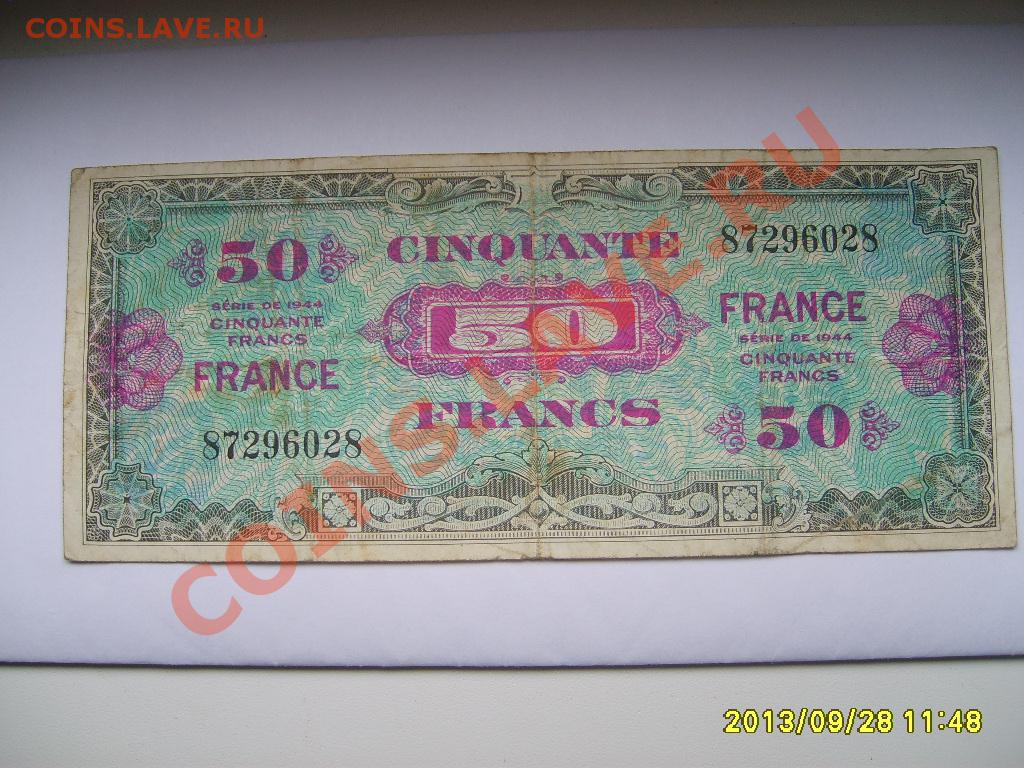 COINS.LAVE.RU
50
CINQUANTE
87296028
SÉRIE DE 1944
CINQUANTE
FRANCS
FRANCE
50
FRANCE
SÉRIE DE 1944
CINQUANTE
FRANCS
87296028
FRANCS
50
COINS.LAVE.RU
2013/09/28 11:48